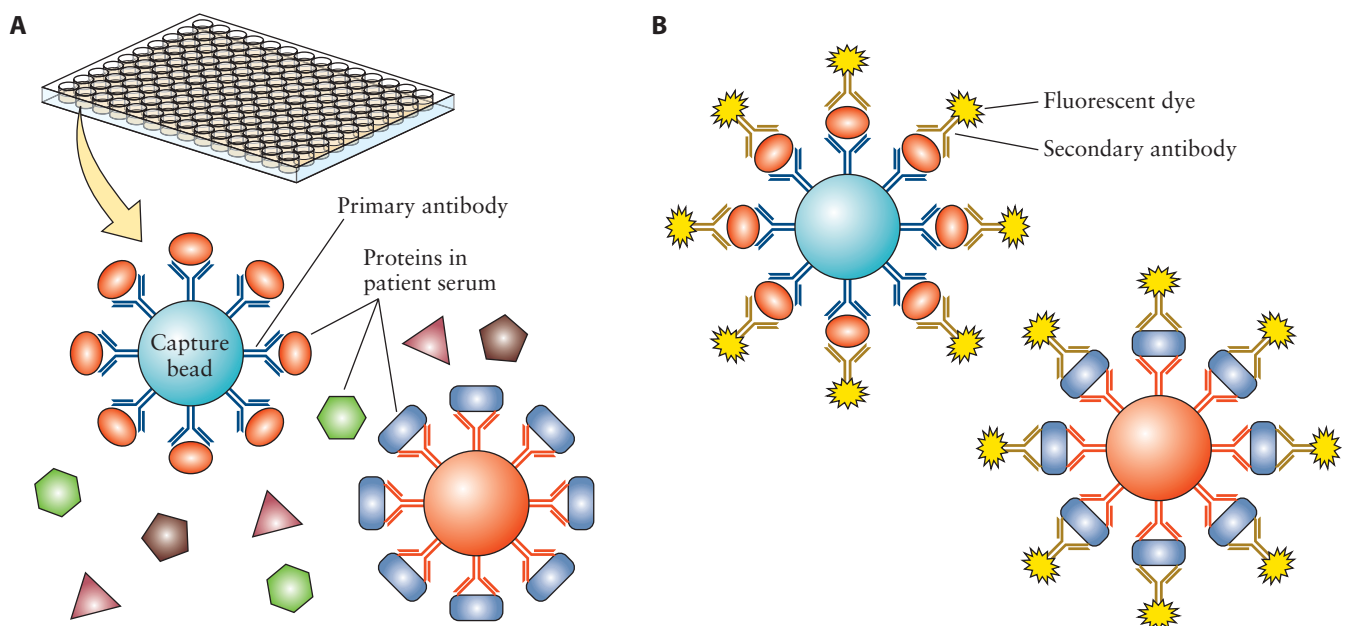 A
Primary antibody
Proteins in
patient serum
Capture
bead
B
Fluorescent dye
Secondary antibody